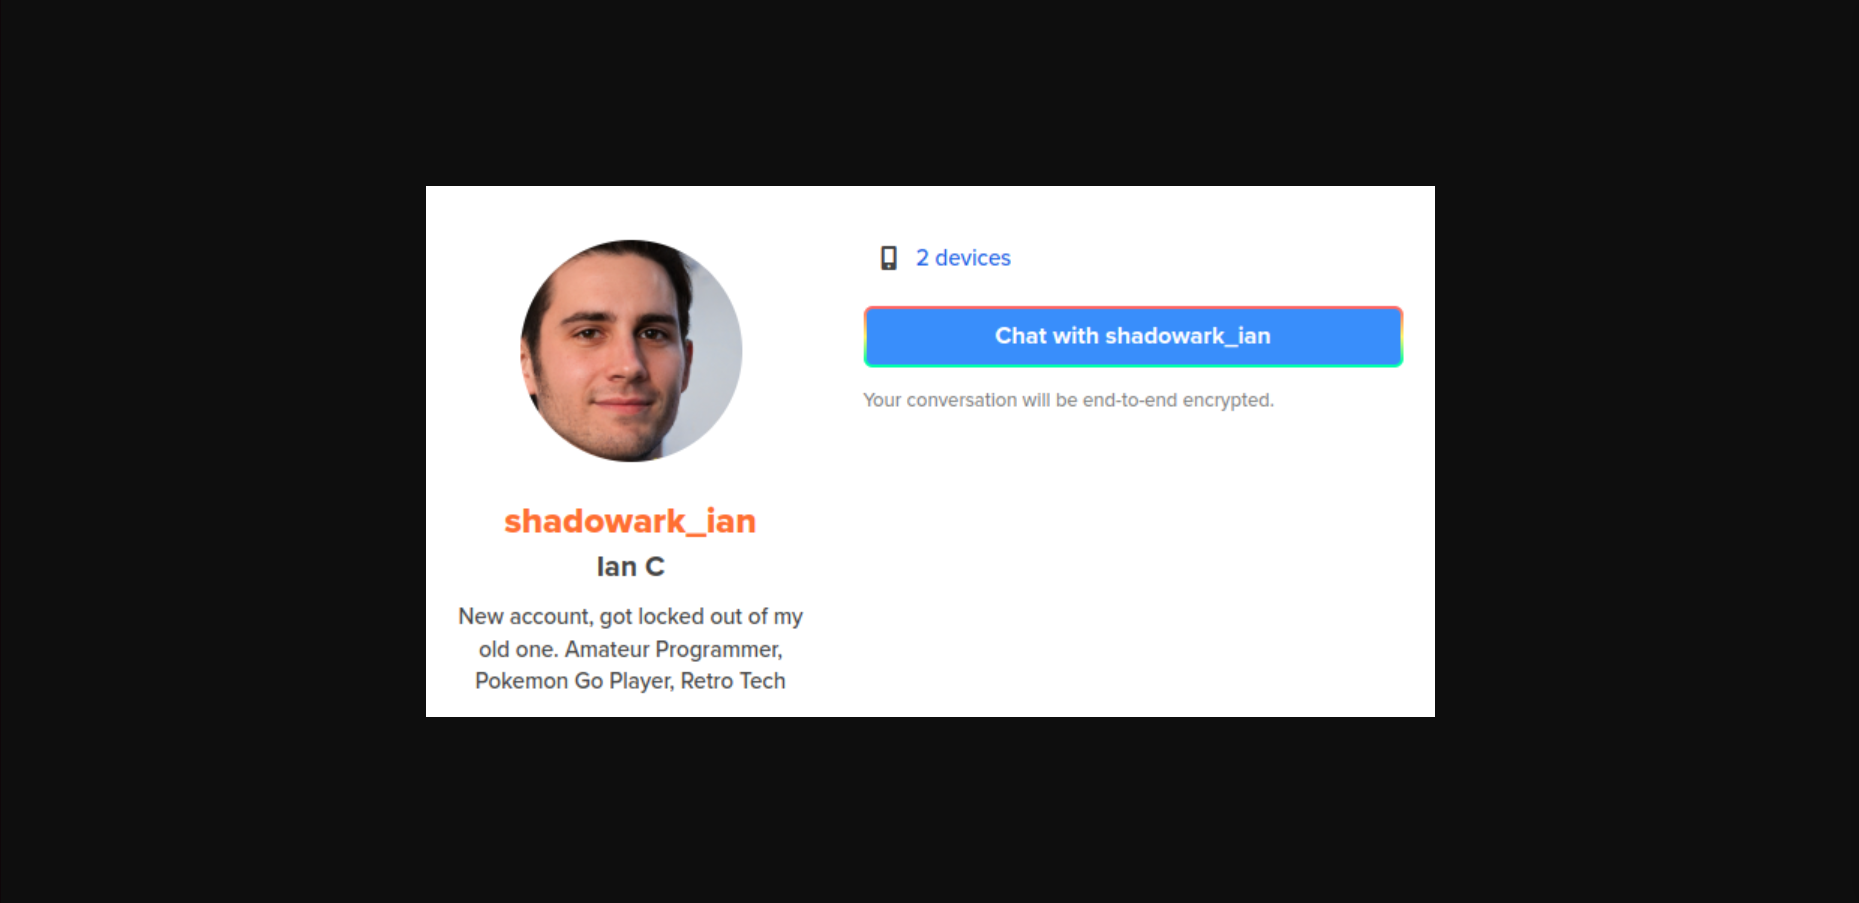 2 devices
Chat with shadowark_ian
Your conversation will be end-to-end encrypted.
shadowark_ian
Ian C
New account, got locked out of my
old one. Amateur Programmer,
Pokemon Go Player, Retro Tech